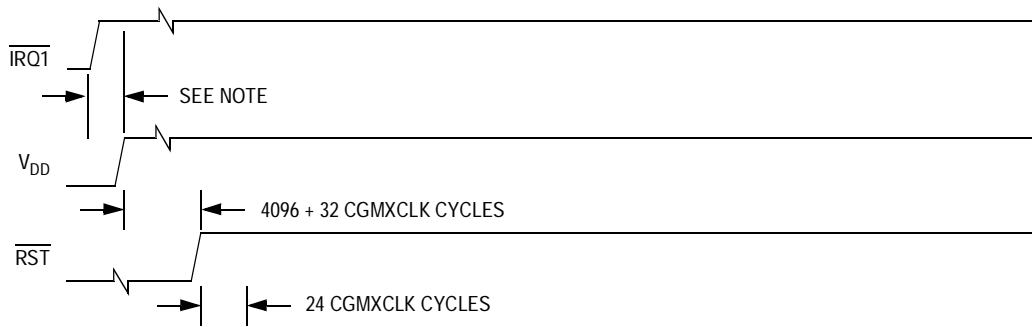 IRQ1
SEE NOTE
VDD
4096 + 32 CGMXCLK CYCLES
RST
24 CGMXCLK CYCLES